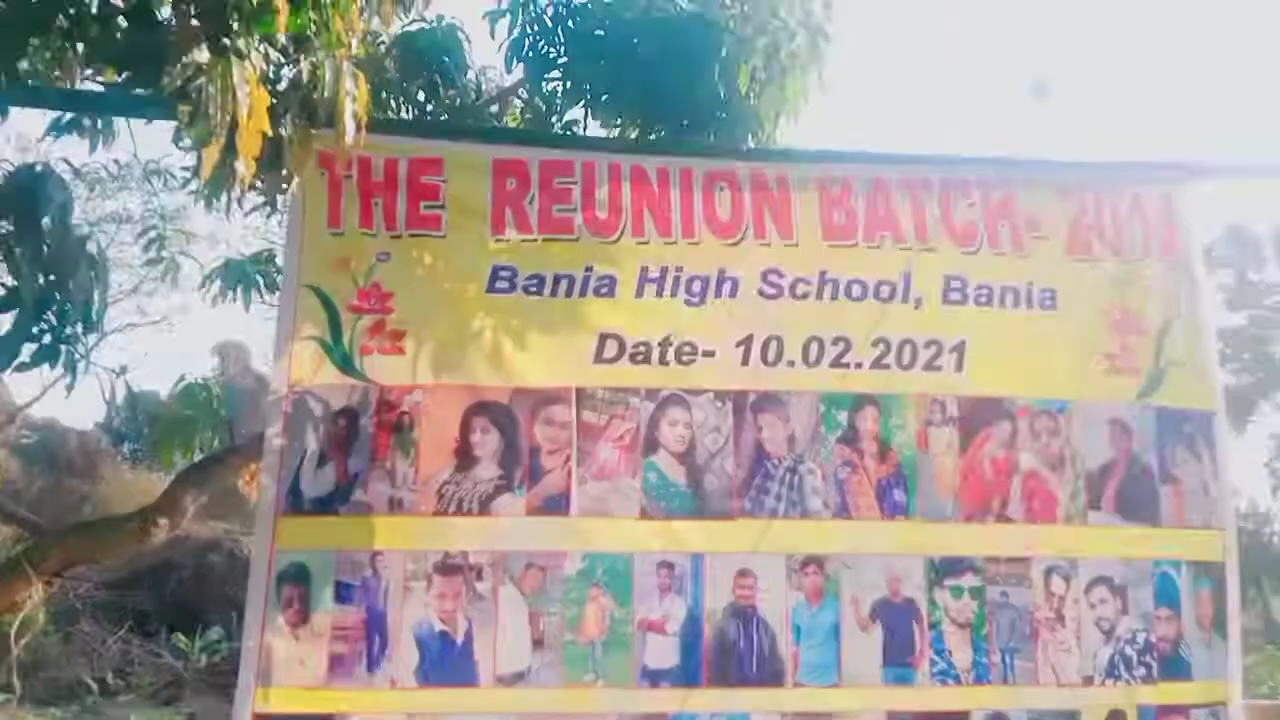 THE REUNION BATCH-
Bania High School, Bania
Date- 10.02.2021